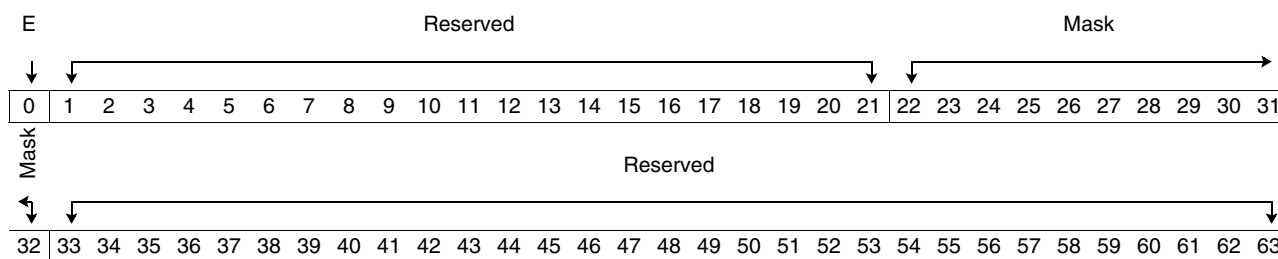 E Reserved Mask
0 1 2 3 4 5 6 7 8 9 10 11 12 13 14 15 16 17 18 19 20 21 22 23 24 25 26 27 28 29 30 31
Mask
Reserved
32 33 34 35 36 37 38 39 40 41 42 43 44 45 46 47 48 49 50 51 52 53 54 55 56 57 58 59 60 61 62 63